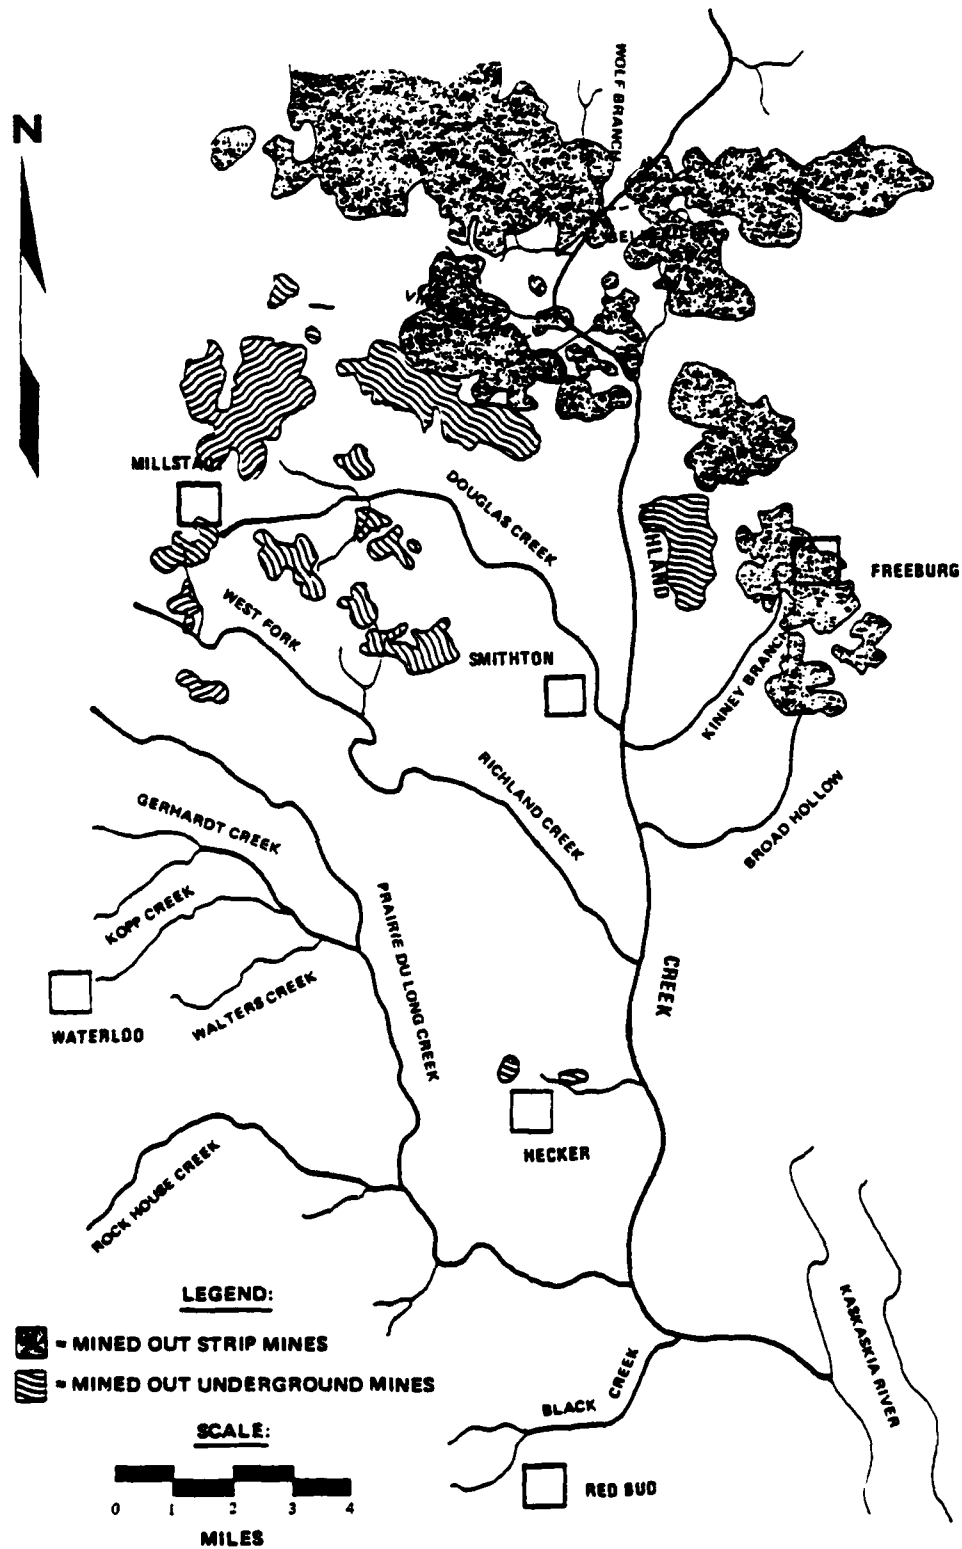 WOLF BRANCH
N
MILLSTADT
DOUGLAS CREEK
FREEBURG
WEST FORK
SMITHTON
KINNEY BRANCH
RICHLAND CREEK
GERHARDT CREEK
BROAD HOLLOW
KOPP CREEK
PRAIRIE DU LONG CREEK
CREEK
WALTERS CREEK
WATERLOO
HECKER
ROCK HOUSE CREEK
KASKASKIA RIVER
LEGEND:
= MINED OUT STRIP MINES
= MINED OUT UNDERGROUND MINES
BLACK CREEK
SCALE:
0 1 2 3 4
MILES
RED BUD